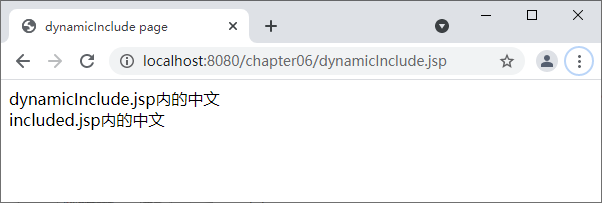 dynamicInclude page
localhost:8080/chapter06/dynamicInclude.jsp
dynamicInclude.jsp内的中文
included.jsp内的中文